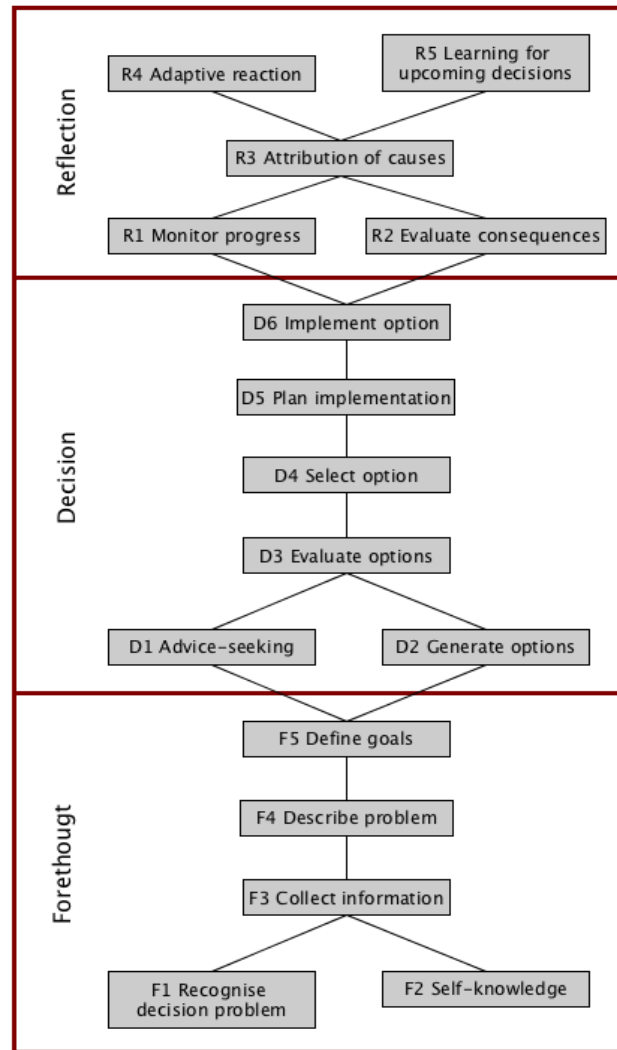 Reflection
R4 Adaptive reaction
R5 Learning for
upcoming decisions
R3 Attribution of causes
R1 Monitor progress
R2 Evaluate consequences
Decision
D6 Implement option
D5 Plan implementation
D4 Select option
D3 Evaluate options
D1 Advice-seeking
D2 Generate options
Forethougt
F5 Define goals
F4 Describe problem
F3 Collect information
F1 Recognise
decision problem
F2 Self-knowledge